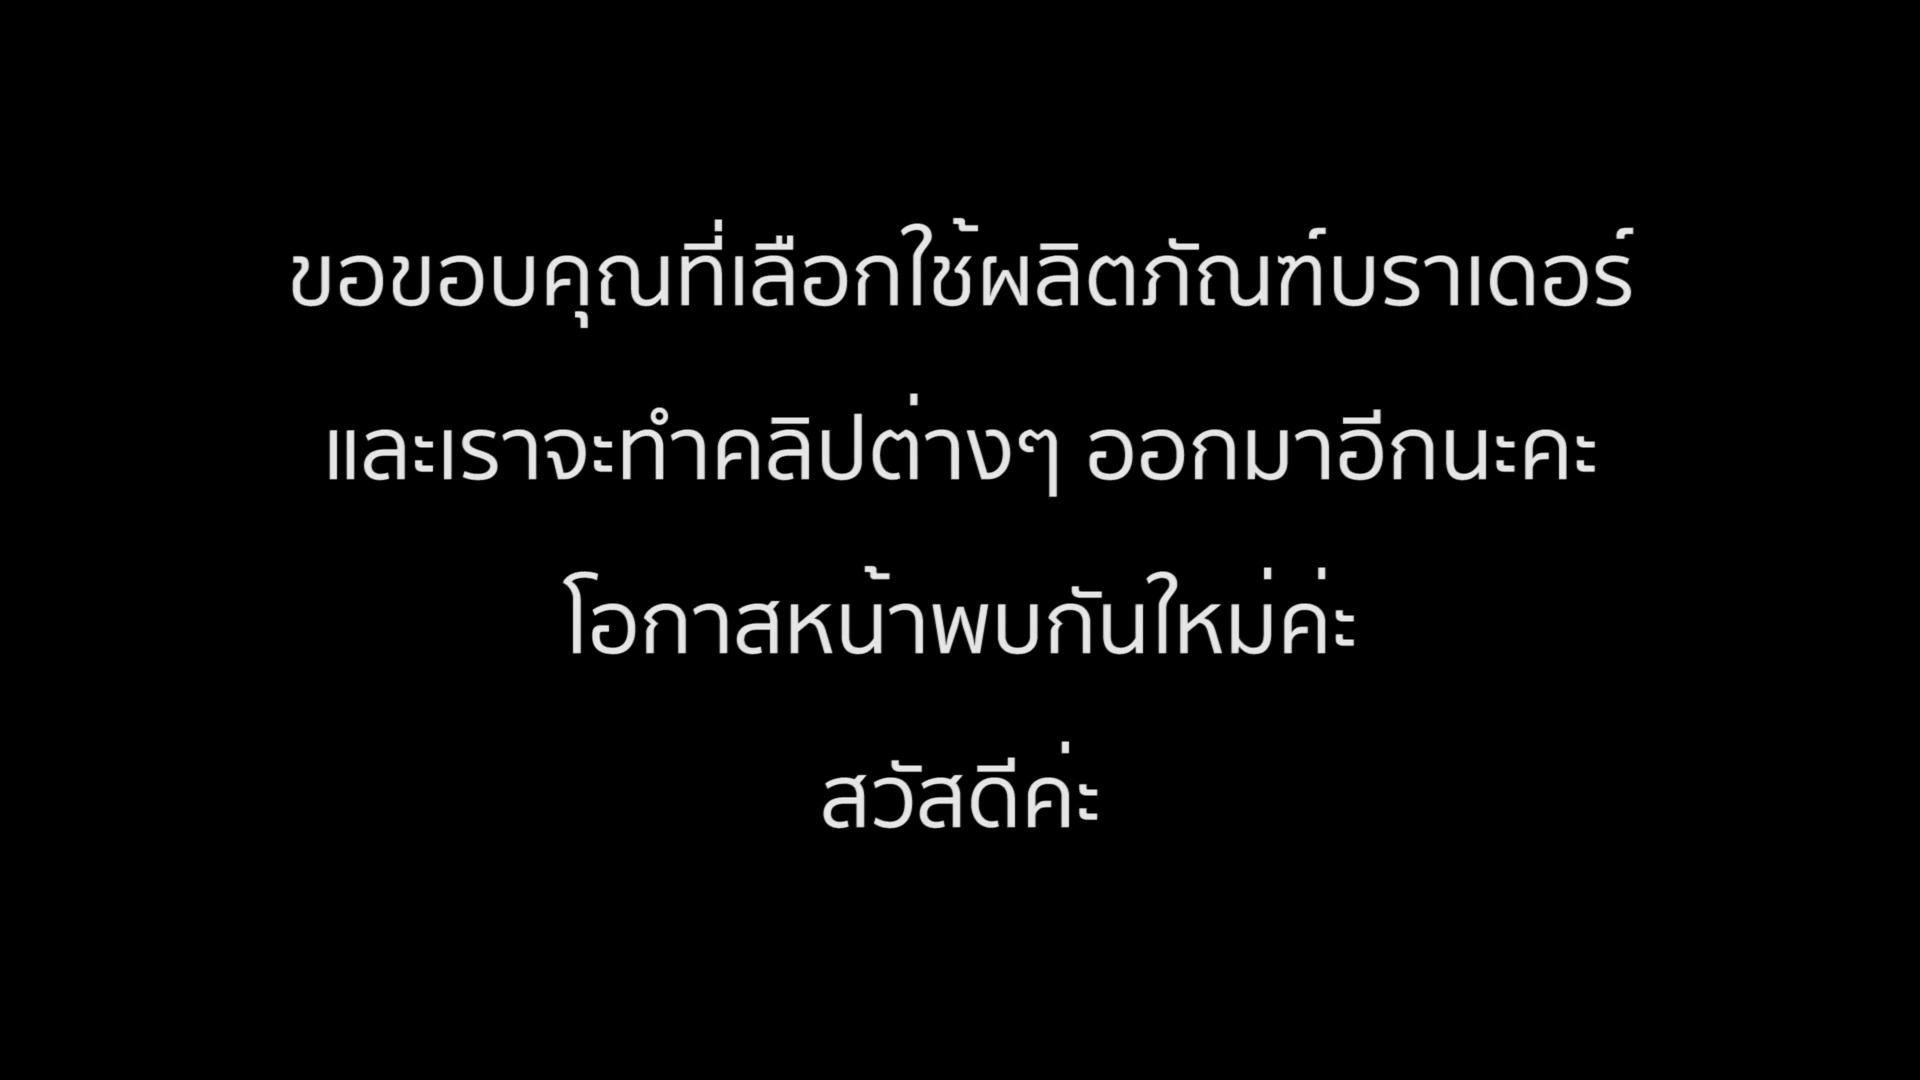 ขอขอบคุณที่เลือกใช้ผลิตภัณฑ์บราเดอร์
และเราจะทำคลิปต่างๆ ออกมาอีกนะคะ
โอกาสหน้าพบกันใหม่ค่ะ
สวัสดีค่ะ